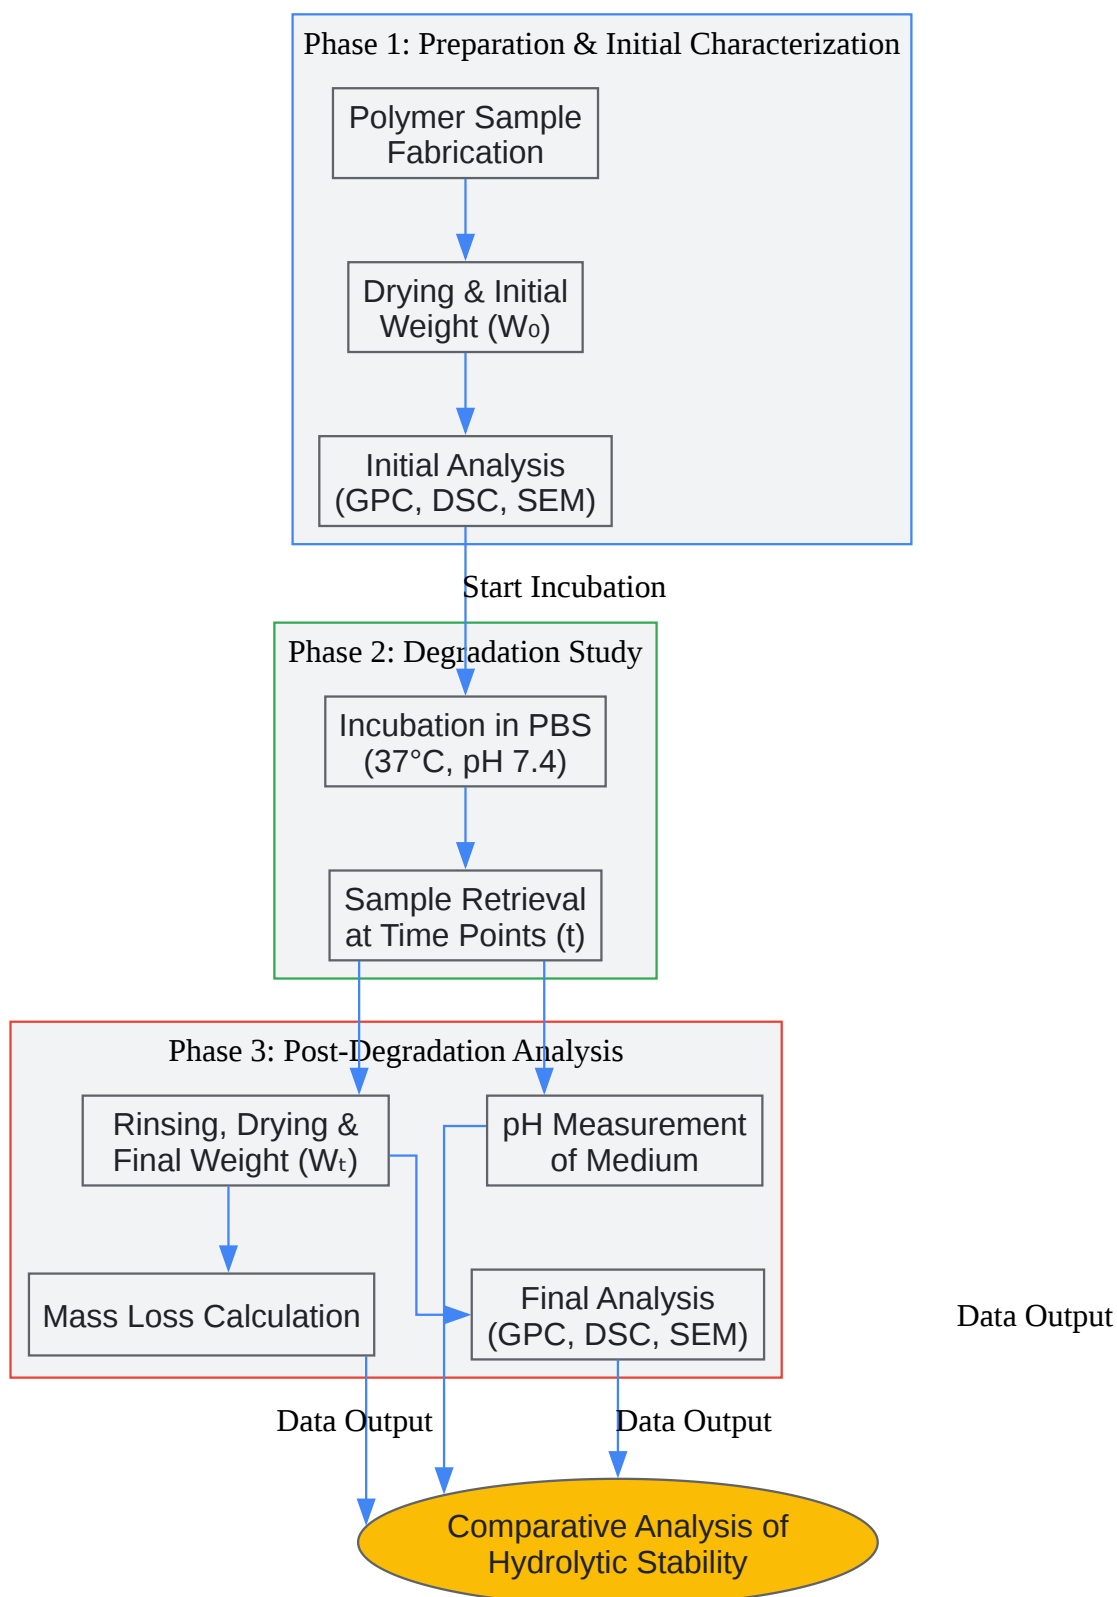 Phase 1: Preparation & Initial Characterization
Polymer Sample
Fabrication
Drying & Initial
Weight (W₀)
Initial Analysis
(GPC, DSC, SEM)
Start Incubation
Phase 2: Degradation Study
Incubation in PBS
(37°C, pH 7.4)
Sample Retrieval
at Time Points (t)
Phase 3: Post-Degradation Analysis
Rinsing, Drying &
Final Weight (Wₜ)
pH Measurement
of Medium
Mass Loss Calculation
Final Analysis
(GPC, DSC, SEM)
Data Output
Data Output
Data Output
Comparative Analysis of
Hydrolytic Stability